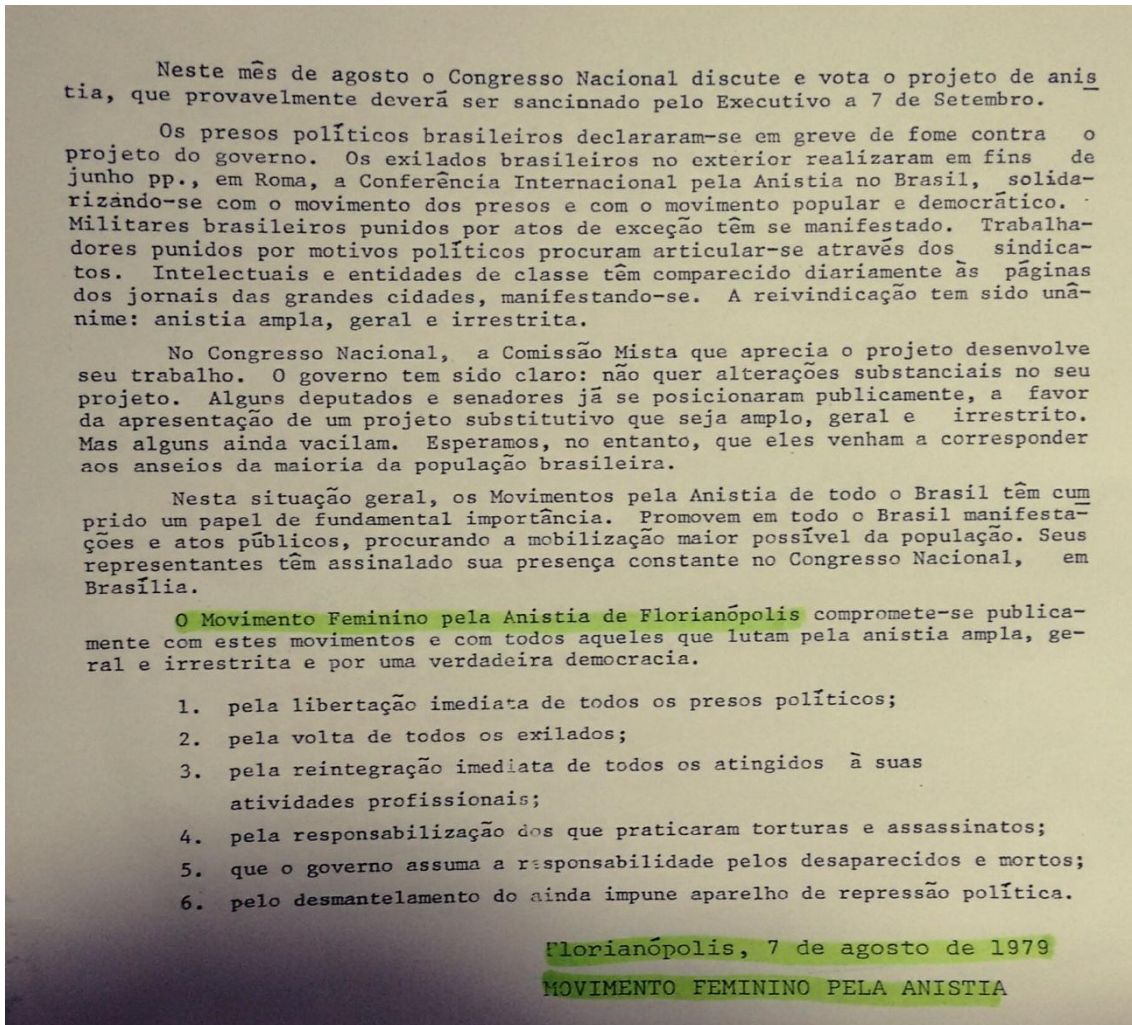 Neste mês de agosto o Congresso Nacional discute e vota o projeto de anis
tia, que provavelmente deverá ser sancionado pelo Executivo a 7 de Setembro.
Os presos políticos brasileiros declararam-se em greve de fome contra o
projeto do governo. Os exilados brasileiros no exterior realizaram em fins de
junho pp., em Roma, a Conferência Internacional pela Anistia no Brasil, solida-
rizando-se com o movimento dos presos e com o movimento popular e democrático.
Militares brasileiros punidos por atos de exceção têm se manifestado. Trabalha-
dores punidos por motivos políticos procuram articular-se através dos sindica-
tos. Intelectuais e entidades de classe têm comparecido diariamente às páginas
dos jornais das grandes cidades, manifestando-se. A reivindicação tem sido unâ-
nime: anistia ampla, geral e irrestrita.
No Congresso Nacional, a Comissão Mista que aprecia o projeto desenvolve
seu trabalho. O governo tem sido claro: não quer alterações substanciais no seu
projeto. Alguns deputados e senadores já se posicionaram publicamente, a favor
da apresentação de um projeto substitutivo que seja amplo, geral e irrestrito.
Mas alguns ainda vacilam. Esperamos, no entanto, que eles venham a corresponder
aos anseios da maioria da população brasileira.
Nesta situação geral, os Movimentos pela Anistia de todo o Brasil têm cum
prido um papel de fundamental importância. Promovem em todo o Brasil manifesta-
ções e atos públicos, procurando a mobilização maior possível da população. Seus
representantes têm assinalado sua presença constante no Congresso Nacional, em
Brasília.
O Movimento Feminino pela Anistia de Florianópolis compromete-se publica-
mente com estes movimentos e com todos aqueles que lutam pela anistia ampla, ge-
ral e irrestrita e por uma verdadeira democracia.
1. pela libertação imediata de todos os presos políticos;
2. pela volta de todos os exilados;
3. pela reintegração imediata de todos os atingidos à suas
atividades profissionais;
4. pela responsabilização dos que praticaram torturas e assassinatos;
5. que o governo assuma a responsabilidade pelos desaparecidos e mortos;
6. pelo desmantelamento do ainda impune aparelho de repressão política.
Florianópolis, 7 de agosto de 1979
MOVIMENTO FEMININO PELA ANISTIA